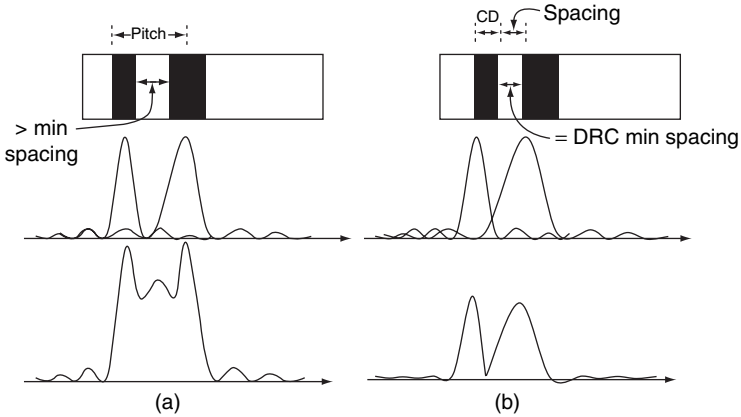 Pitch
CD
Spacing
> min
spacing
= DRC min spacing
(a)
(b)